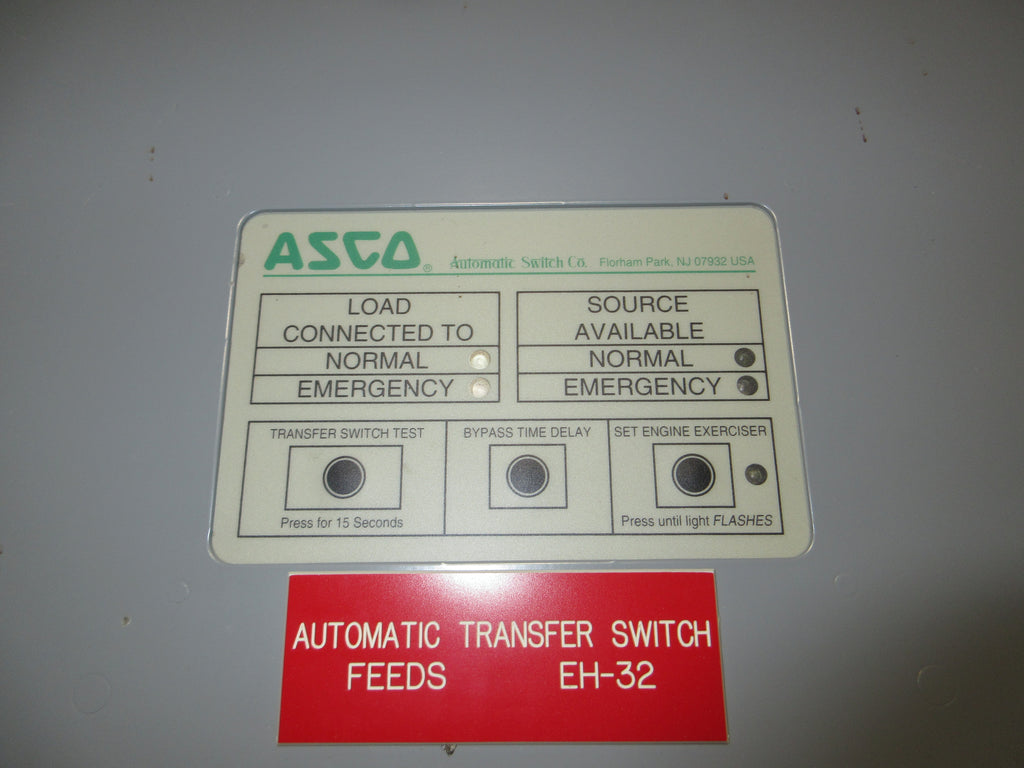 ASCO® Automatic Switch Co. Florham Park, NJ 07932 USA
LOAD
CONNECTED TO
NORMAL
EMERGENCY
SOURCE
AVAILABLE
NORMAL
EMERGENCY
TRANSFER SWITCH TEST
Press for 15 Seconds
BYPASS TIME DELAY
SET ENGINE EXERCISER
Press until light FLASHES
AUTOMATIC TRANSFER SWITCH
FEEDS EH-32